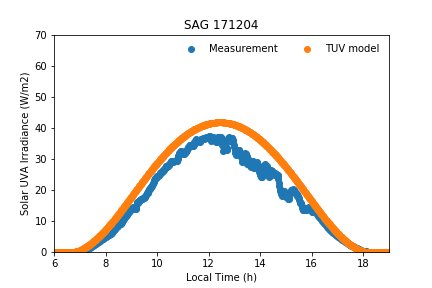 SAG 171204
Measurement TUV model
Solar UVA Irradiance (W/m2)
70
60
50
40
30
20
10
0
6 8 10 12 14 16 18
Local Time (h)